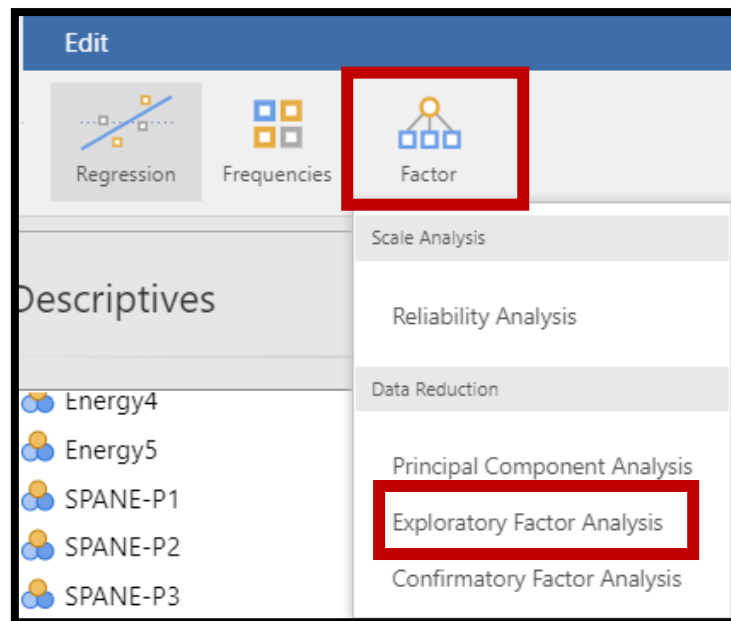 Edit
Regression
Frequencies
Factor
Scale Analysis
Descriptives
Reliability Analysis
Data Reduction
Energy4
Energy5
Principal Component Analysis
SPANE-P1
Exploratory Factor Analysis
SPANE-P2
Confirmatory Factor Analysis
SPANE-P3